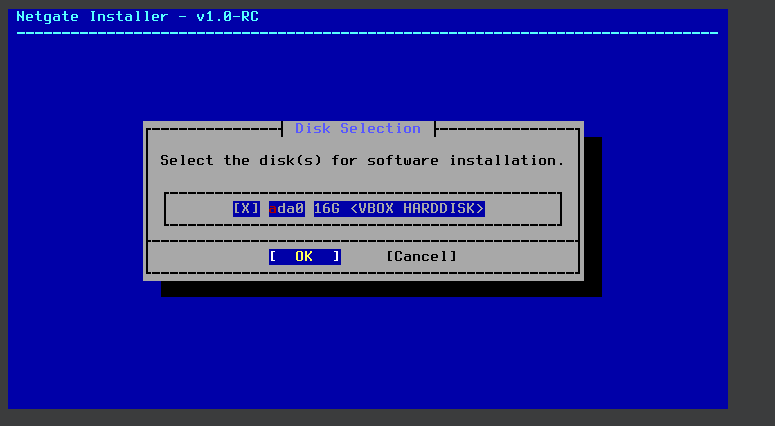 Netgate Installer - v1.0-RC
Disk Selection
Select the disk(s) for software installation.
[X] ada0 16G <VBOX HARDDISK>
[ OK ] [Cancel]